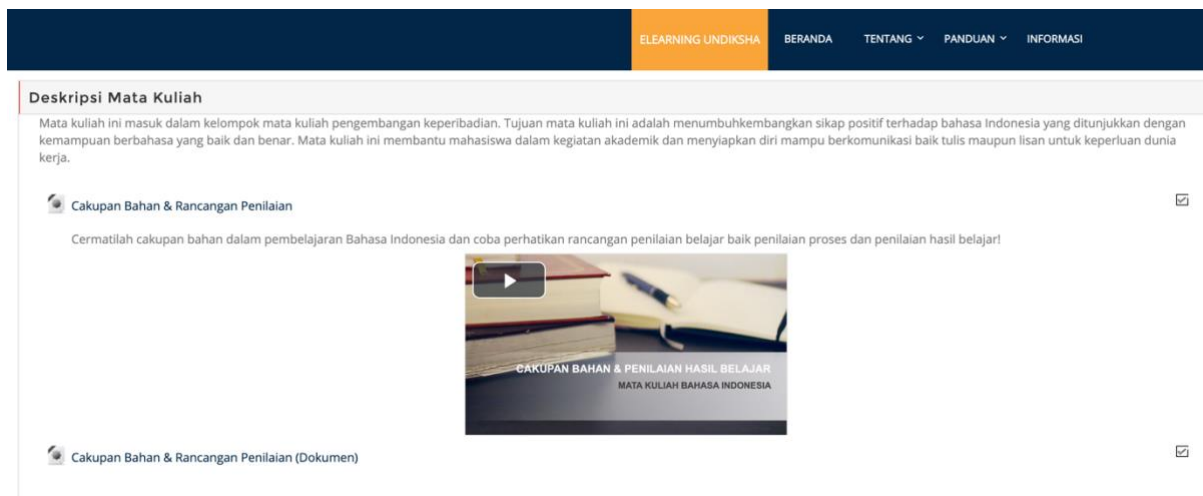 ELEARNING UNDIKSHA BERANDA TENTANG PANDUAN INFORMASI
Deskripsi Mata Kuliah
Mata kuliah ini masuk dalam kelompok mata kuliah pengembangan keperibadian. Tujuan mata kuliah ini adalah menumbuhkembangkan sikap positif terhadap bahasa Indonesia yang ditunjukkan dengan
kemampuan berbahasa yang baik dan benar. Mata kuliah ini membantu mahasiswa dalam kegiatan akademik dan menyiapkan diri mampu berkomunikasi baik tulis maupun lisan untuk keperluan dunia
kerja.
Cakupan Bahan & Rancangan Penilaian
Cermatilah cakupan bahan dalam pembelajaran Bahasa Indonesia dan coba perhatikan rancangan penilaian belajar baik penilaian proses dan penilaian hasil belajar!
CAKUPAN BAHAN & PENILAIAN HASIL BELAJAR
MATA KULIAH BAHASA INDONESIA
Cakupan Bahan & Rancangan Penilaian (Dokumen)